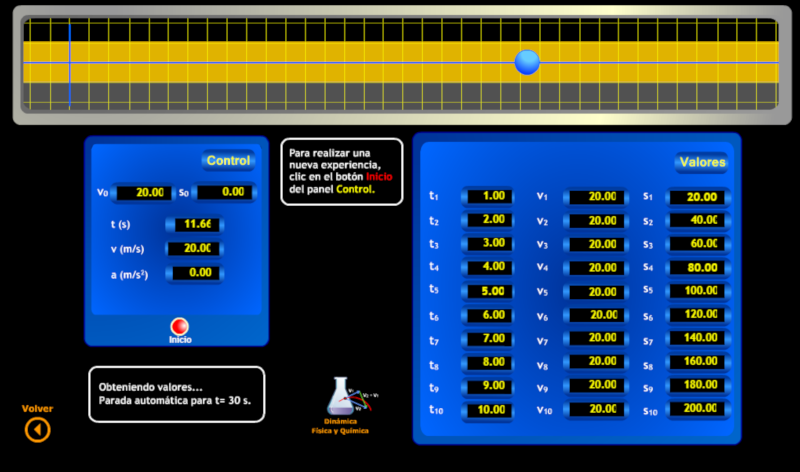 Control
V₀ 20.00 S₀ 0.00
t (s) 11.66
v (m/s) 20.00
a (m/s²) 0.00
Inicio
Para realizar una
nueva experiencia,
clic en el botón Inicio
del panel Control.
Obteniendo valores...
Parada automática para t= 30 s.
Volver
V₂ - V₁
Dinámica
Física y Química
Valores
t₁ 1.00 V₁ 20.00 S₁ 20.00
t₂ 2.00 V₂ 20.00 S₂ 40.00
t₃ 3.00 V₃ 20.00 S₃ 60.00
t₄ 4.00 V₄ 20.00 S₄ 80.00
t₅ 5.00 V₅ 20.00 S₅ 100.00
t₆ 6.00 V₆ 20.00 S₆ 120.00
t₇ 7.00 V₇ 20.00 S₇ 140.00
t₈ 8.00 V₈ 20.00 S₈ 160.00
t₉ 9.00 V₉ 20.00 S₉ 180.00
t₁₀ 10.00 V₁₀ 20.00 S₁₀ 200.00